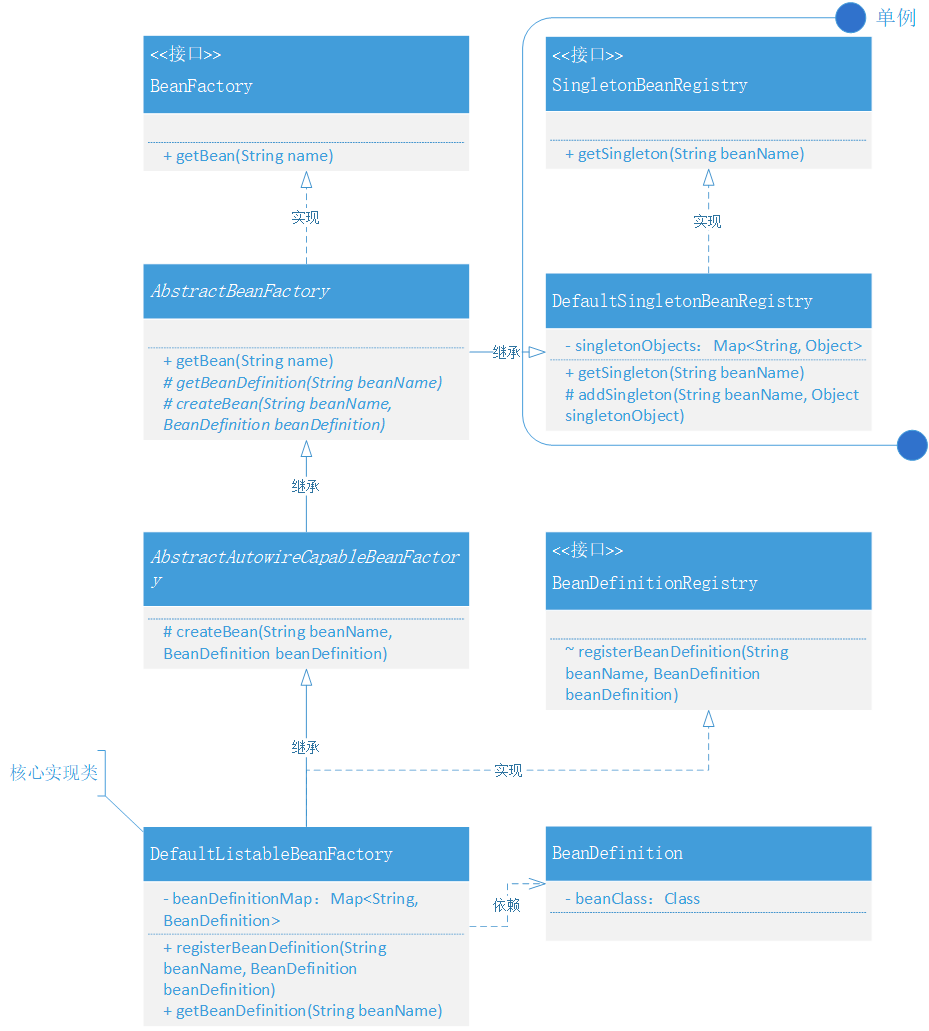 单例
<<接口>>
BeanFactory
+ getBean(String name)
<<接口>>
SingletonBeanRegistry
+ getSingleton(String beanName)
实现
实现
AbstractBeanFactory
+ getBean(String name)
# getBeanDefinition(String beanName)
# createBean(String beanName,
BeanDefinition beanDefinition)
继承
DefaultSingletonBeanRegistry
- singletonObjects：Map<String, Object>
+ getSingleton(String beanName)
# addSingleton(String beanName, Object
singletonObject)
继承
AbstractAutowireCapableBeanFactor
y
# createBean(String beanName,
BeanDefinition beanDefinition)
<<接口>>
BeanDefinitionRegistry
~ registerBeanDefinition(String
beanName, BeanDefinition
beanDefinition)
继承
实现
核心实现类
DefaultListableBeanFactory
- beanDefinitionMap：Map<String,
BeanDefinition>
+ registerBeanDefinition(String
beanName, BeanDefinition
beanDefinition)
+ getBeanDefinition(String beanName)
依赖
BeanDefinition
- beanClass：Class